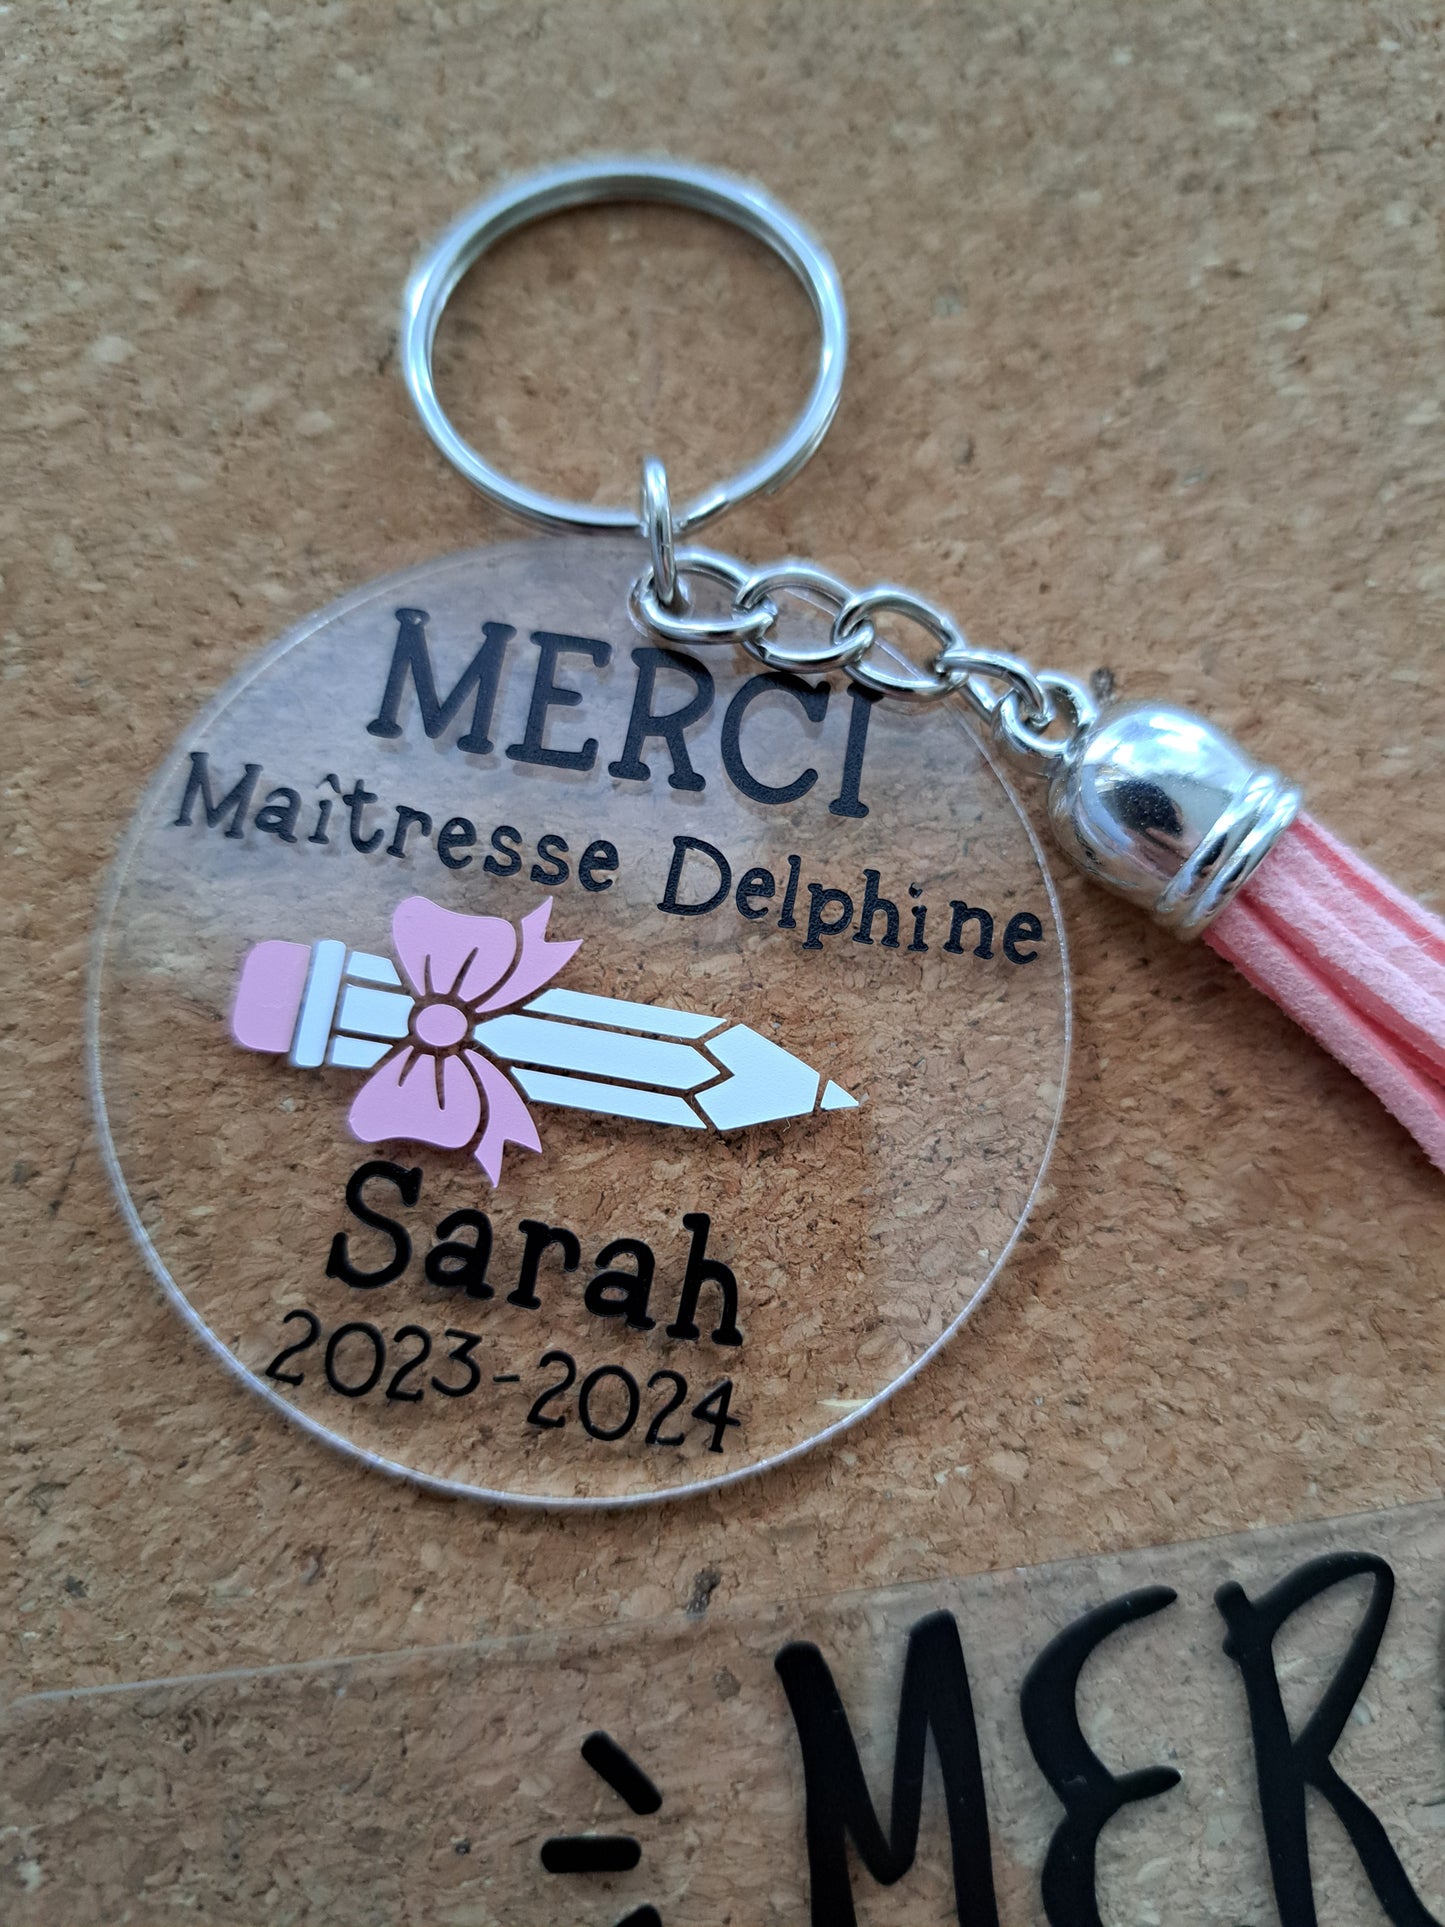 MERCI
Maîtresse Delphine
Sarah
2023-2024